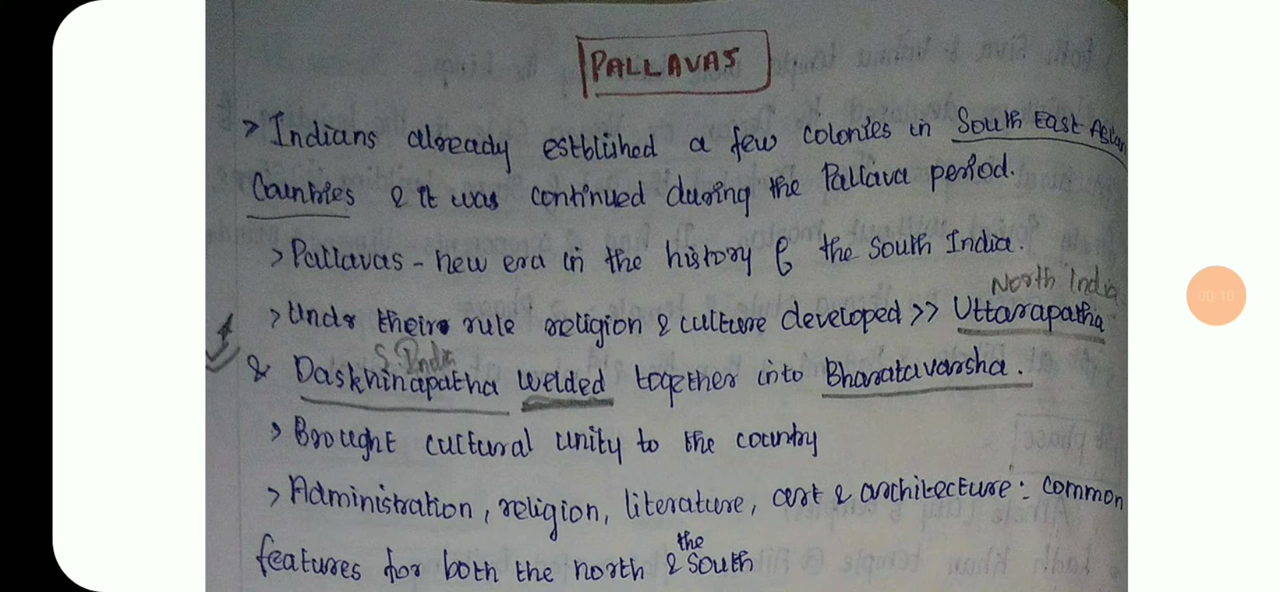 PALLAVAS
> Indians already estblished a few colonies in South East Asian
Countries & it was continued during the Pallava period.
> Pallavas - new era in the history of the South India.
North India
> Under their rule religion & culture developed >> Uttarapatha
S. India
& Daskhinapatha welded together into Bharatavarsha.
> Brought cultural unity to the country
> Administration, religion, literature, art & architecture: common
the
features for both the north & south
00:16